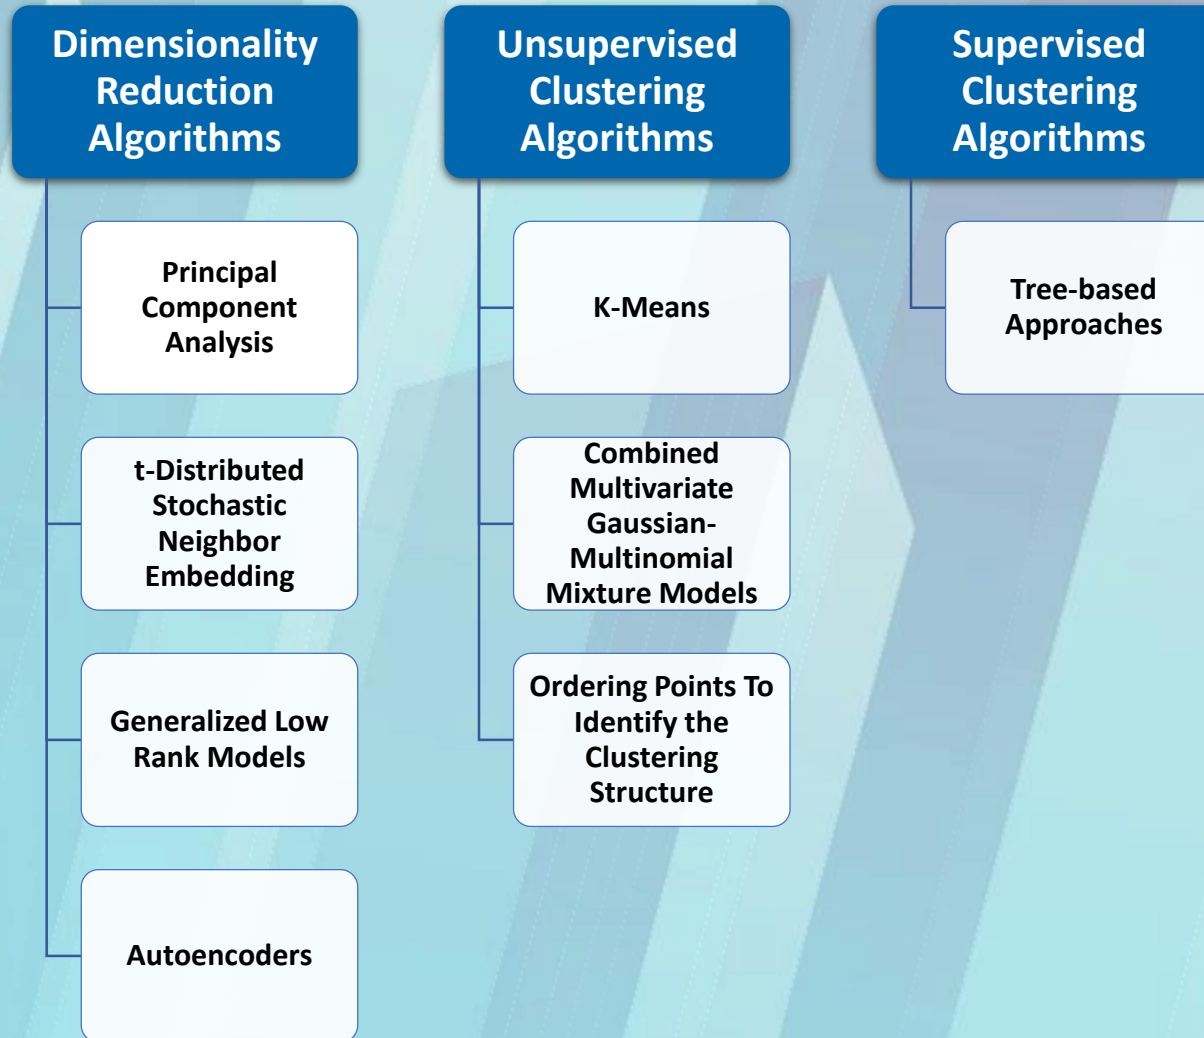 Dimensionality
Reduction
Algorithms
Principal
Component
Analysis
t-Distributed
Stochastic
Neighbor
Embedding
Generalized Low
Rank Models
Autoencoders
Unsupervised
Clustering
Algorithms
K-Means
Combined
Multivariate
Gaussian-
Multinomial
Mixture Models
Ordering Points To
Identify the
Clustering
Structure
Supervised
Clustering
Algorithms
Tree-based
Approaches